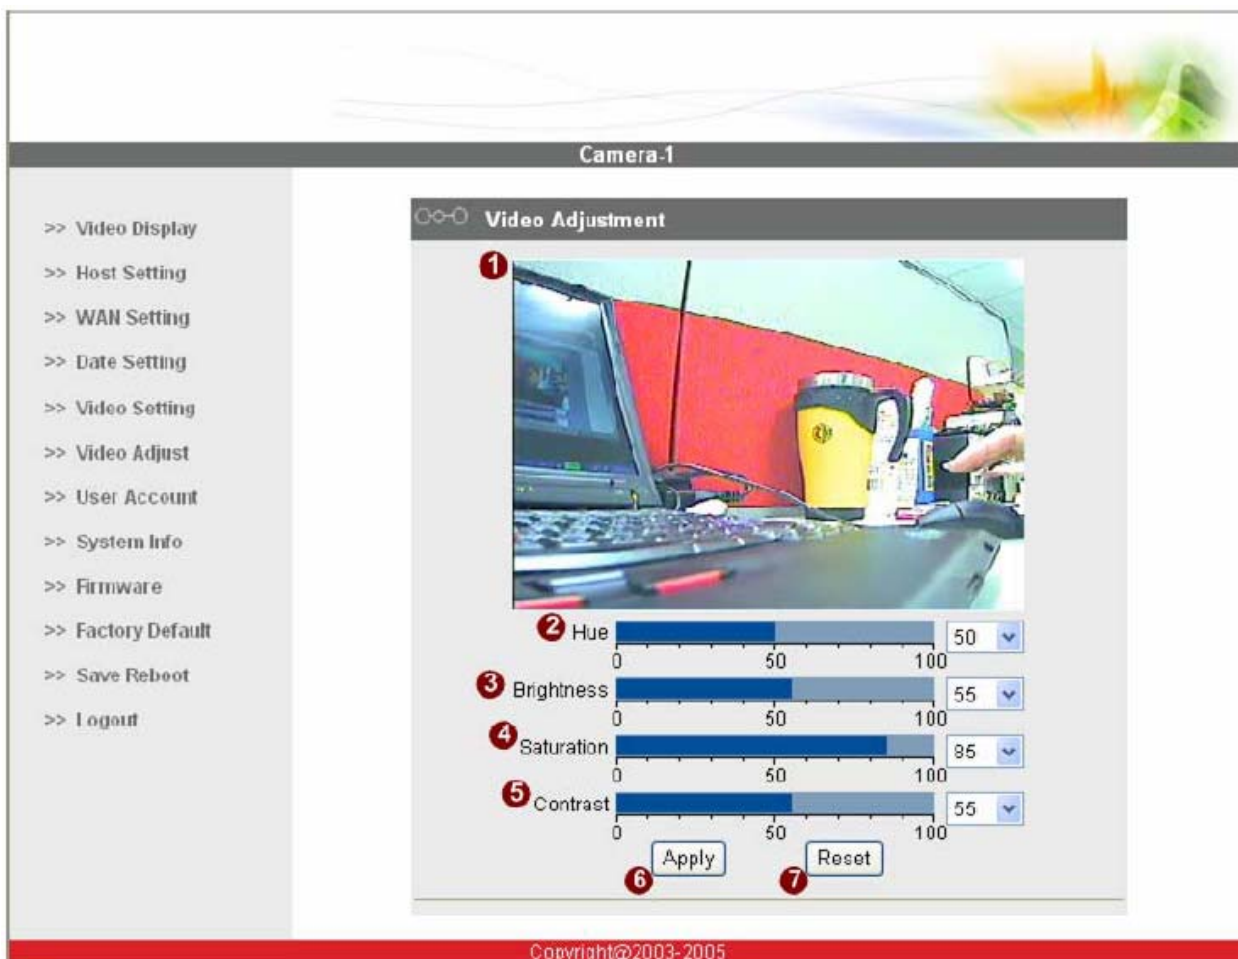 Camera-1
>> Video Display
>> Host Setting
>> WAN Setting
>> Date Setting
>> Video Setting
>> Video Adjust
>> User Account
>> System Info
>> Firmware
>> Factory Default
>> Save Reboot
>> Logout
Video Adjustment
1
2 Hue 50
0 50 100
3 Brightness 55
0 50 100
4 Saturation 85
0 50 100
5 Contrast 55
0 50 100
6 Apply 7 Reset
Copyright@2003-2005